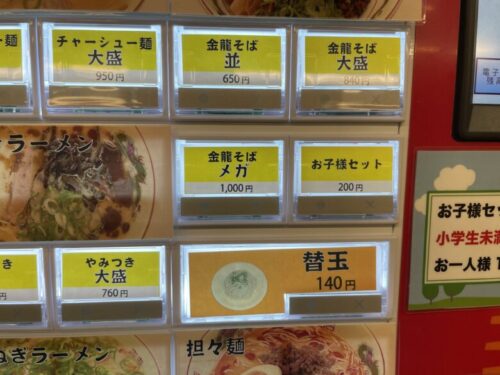 麺
チャーシュー麺
大盛
950円
金龍そば
並
650円
金龍そば
大盛
840円
電子
ラーメン
金龍そば
メガ
1,000円
お子様セット
200円
お子様セッ
小学生未満
お一人様
き
やみつき
大盛
760円
替玉
140円
ねぎラーメン
担々麺